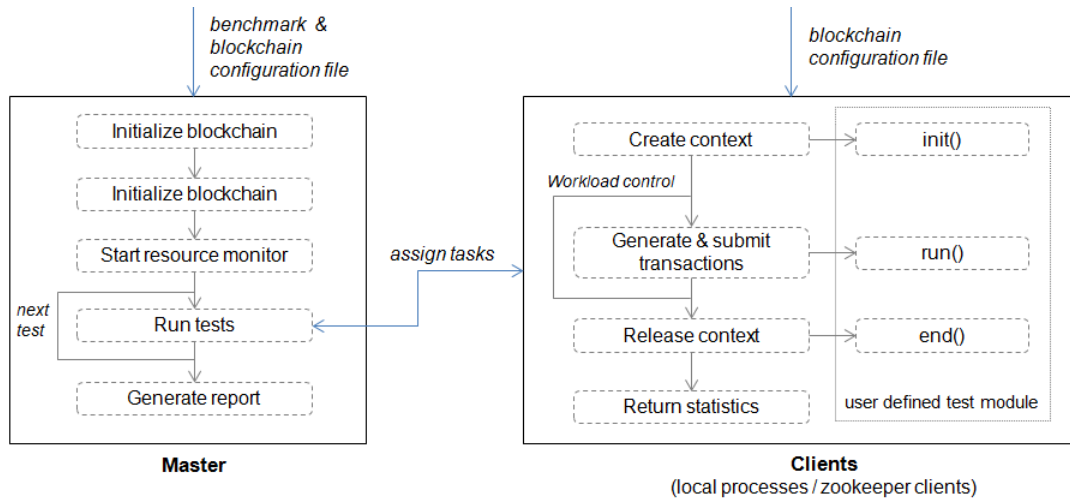 benchmark &
blockchain
configuration file
Initialize blockchain
Initialize blockchain
Start resource monitor
next
test
Run tests
Generate report
Master
assign tasks
blockchain
configuration file
Create context
init()
Workload control
Generate & submit
transactions
run()
Release context
end()
Return statistics
user defined test module
Clients
(local processes / zookeeper clients)